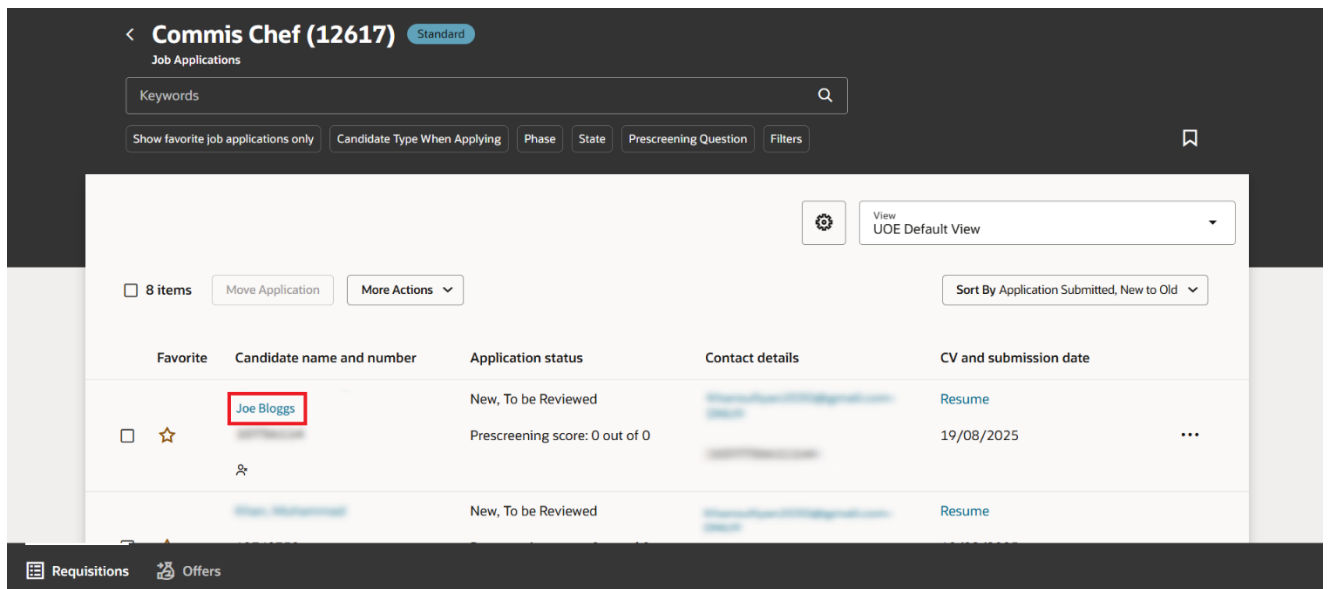 Commis Chef (12617) Standard
Job Applications
Keywords
Show favorite job applications only Candidate Type When Applying Phase State Prescreening Question Filters
View
UOE Default View
8 items Move Application More Actions Sort By Application Submitted, New to Old
Favorite Candidate name and number Application status Contact details CV and submission date
Joe Bloggs New, To be Reviewed Resume
Prescreening score: 0 out of 0 19/08/2025
New, To be Reviewed Resume
Requisitions Offers